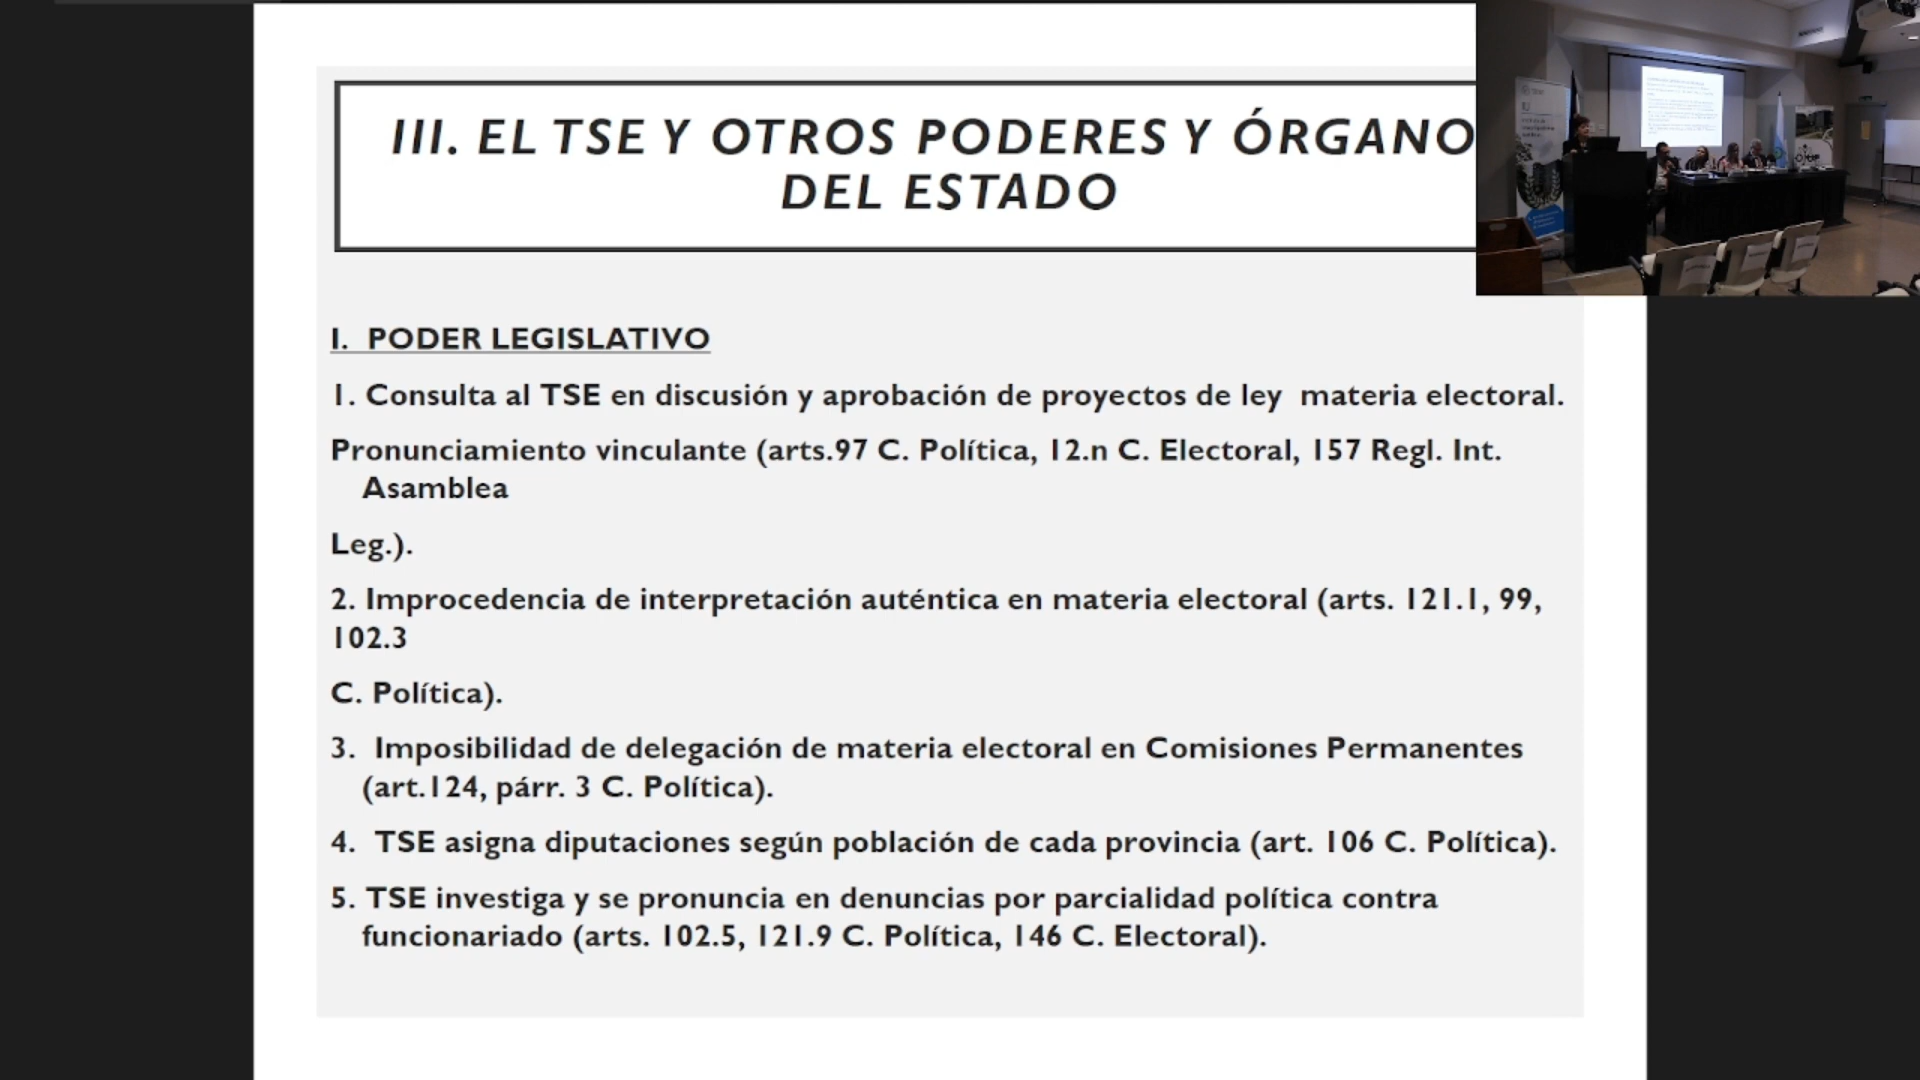 III. EL TSE Y OTROS PODERES Y ÓRGANO
DEL ESTADO
I. PODER LEGISLATIVO
1. Consulta al TSE en discusión y aprobación de proyectos de ley materia electoral.
Pronunciamiento vinculante (arts.97 C. Política, 12.n C. Electoral, 157 Regl. Int.
Asamblea
Leg.).
2. Improcedencia de interpretación auténtica en materia electoral (arts. 121.1, 99,
102.3
C. Política).
3. Imposibilidad de delegación de materia electoral en Comisiones Permanentes
(art.124, párr. 3 C. Política).
4. TSE asigna diputaciones según población de cada provincia (art. 106 C. Política).
5. TSE investiga y se pronuncia en denuncias por parcialidad política contra
funcionariado (arts. 102.5, 121.9 C. Política, 146 C. Electoral).